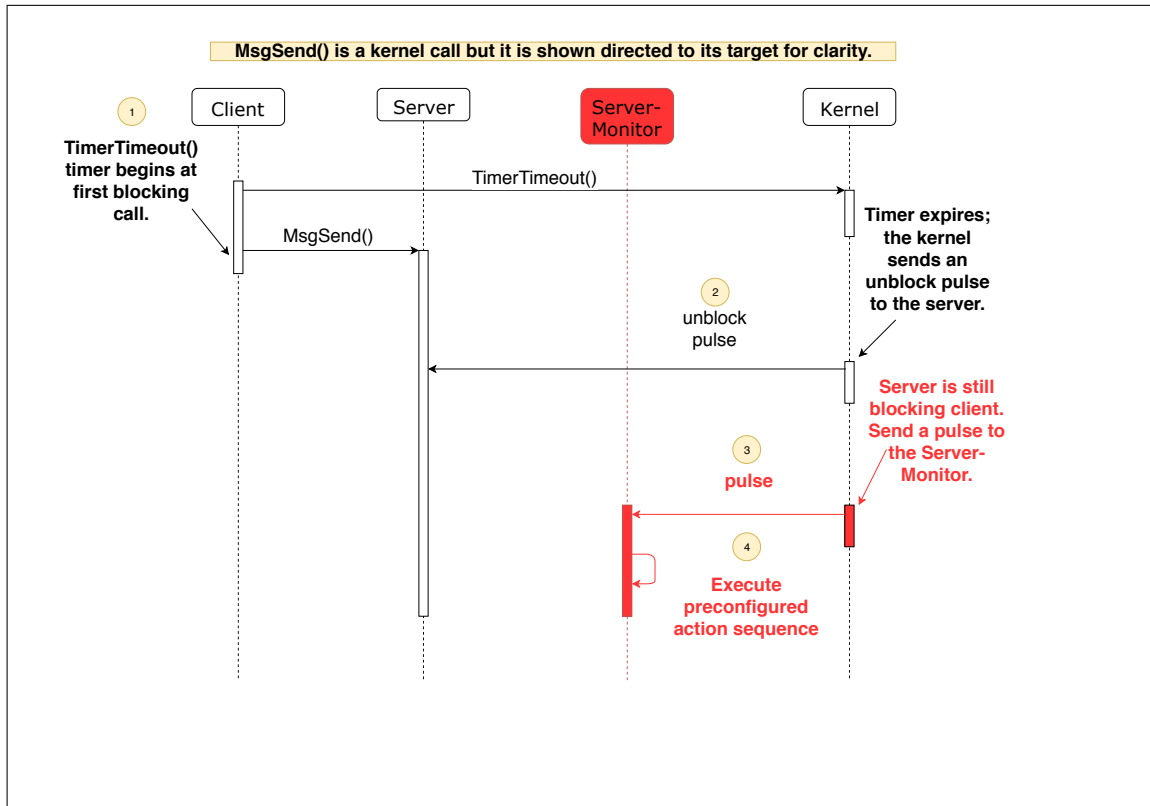 MsgSend() is a kernel call but it is shown directed to its target for clarity.
1
Client
Server
Server-
Monitor
Kernel
TimerTimeout()
timer begins at
first blocking
call.
TimerTimeout()
MsgSend()
Timer expires;
the kernel
sends an
unblock pulse
to the server.
2
unblock
pulse
Server is still
blocking client.
Send a pulse to
the Server-
Monitor.
3
pulse
4
Execute
preconfigured
action sequence